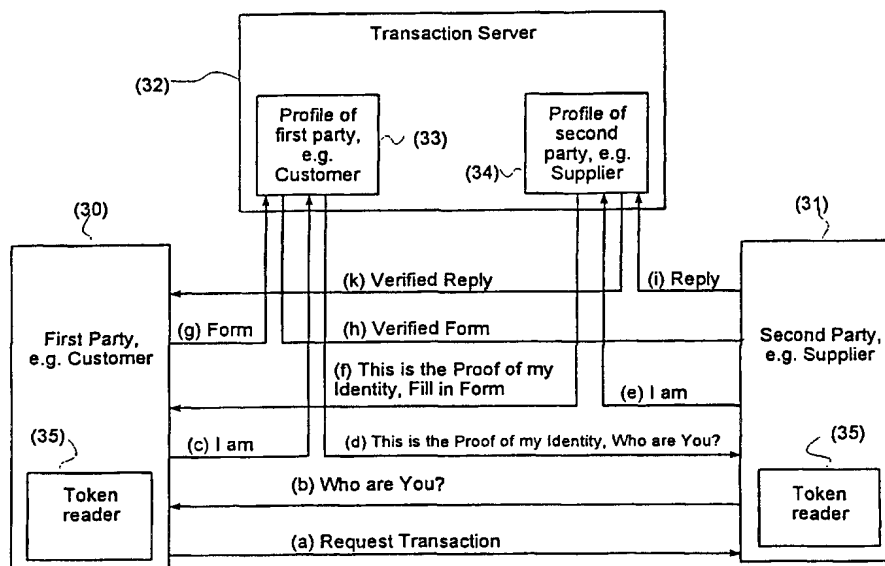 Transaction Server
(32)
Profile of
first party,
e.g.
Customer
(33)
Profile of
second
party, e.g.
Supplier
(34)
(30)
(31)
(k) Verified Reply
(i) Reply
First Party,
e.g. Customer
(g) Form
(h) Verified Form
Second Party,
e.g. Supplier
(f) This is the Proof of my
Identity, Fill in Form
(e) I am
(35)
(c) I am
(d) This is the Proof of my Identity, Who are You?
(35)
Token
reader
(b) Who are You?
Token
reader
(a) Request Transaction